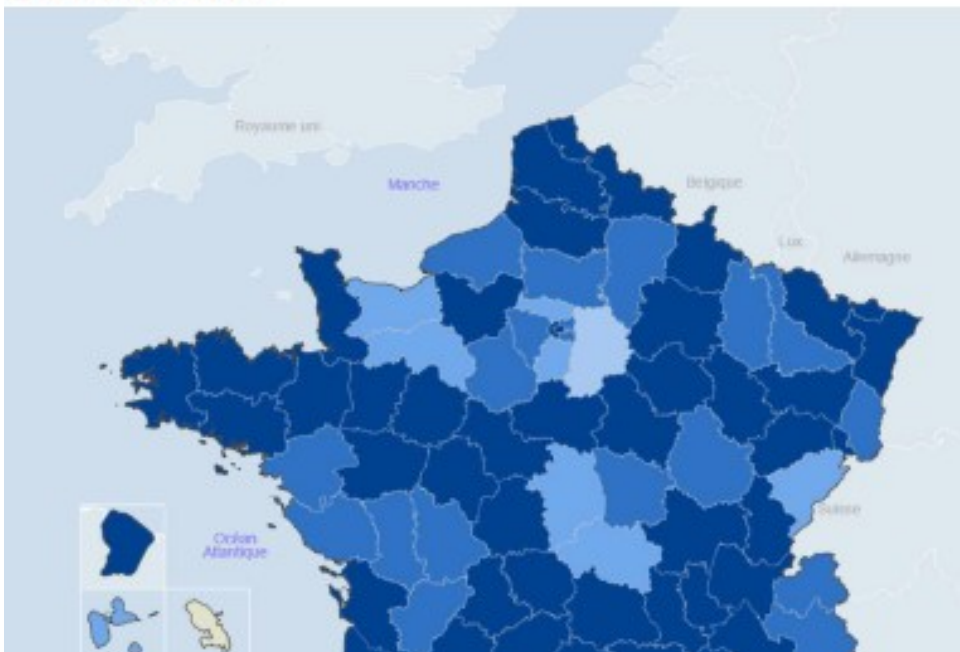 Royaume uni
Manche
Belgique
Lux.
Allemagne
Suisse
Océan
Atlantique